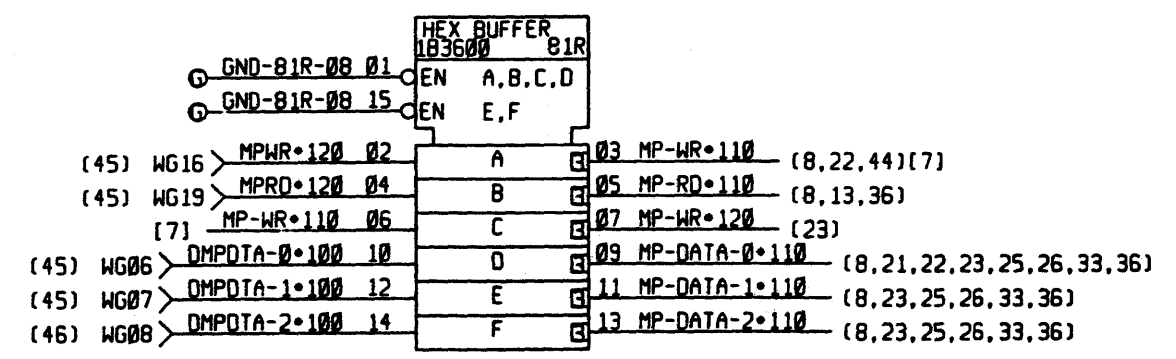 HEX BUFFER
183600 81R
G GND-81R-08 01 EN A,B,C,D
G GND-81R-08 15 EN E,F
(45) WG16 MPWR•120 02 A 03 MP-WR•110 (8,22,44)[7]
(45) WG19 MPRD•120 04 B 05 MP-RD•110 (8,13,36)
[7] MP-WR•110 06 C 07 MP-WR•120 (23)
(45) WG06 DMPDTA-0•100 10 D 09 MP-DATA-0•110 (8,21,22,23,25,26,33,36)
(45) WG07 DMPDTA-1•100 12 E 11 MP-DATA-1•110 (8,23,25,26,33,36)
(46) WG08 DMPDTA-2•100 14 F 13 MP-DATA-2•110 (8,23,25,26,33,36)